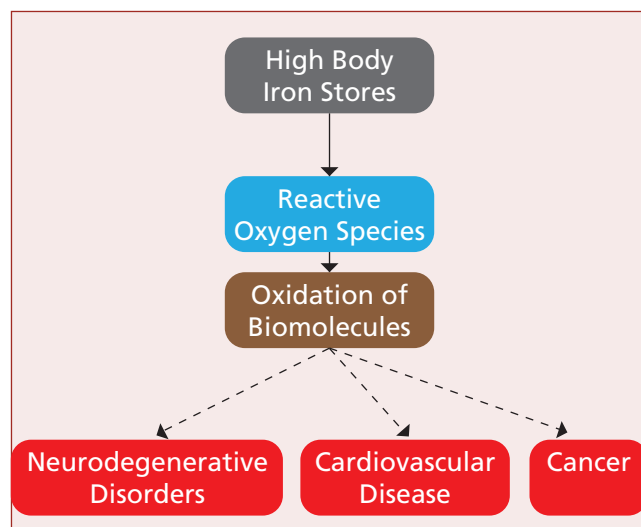 High Body
Iron Stores
Reactive
Oxygen Species
Oxidation of
Biomolecules
Neurodegenerative
Disorders
Cardiovascular
Disease
Cancer